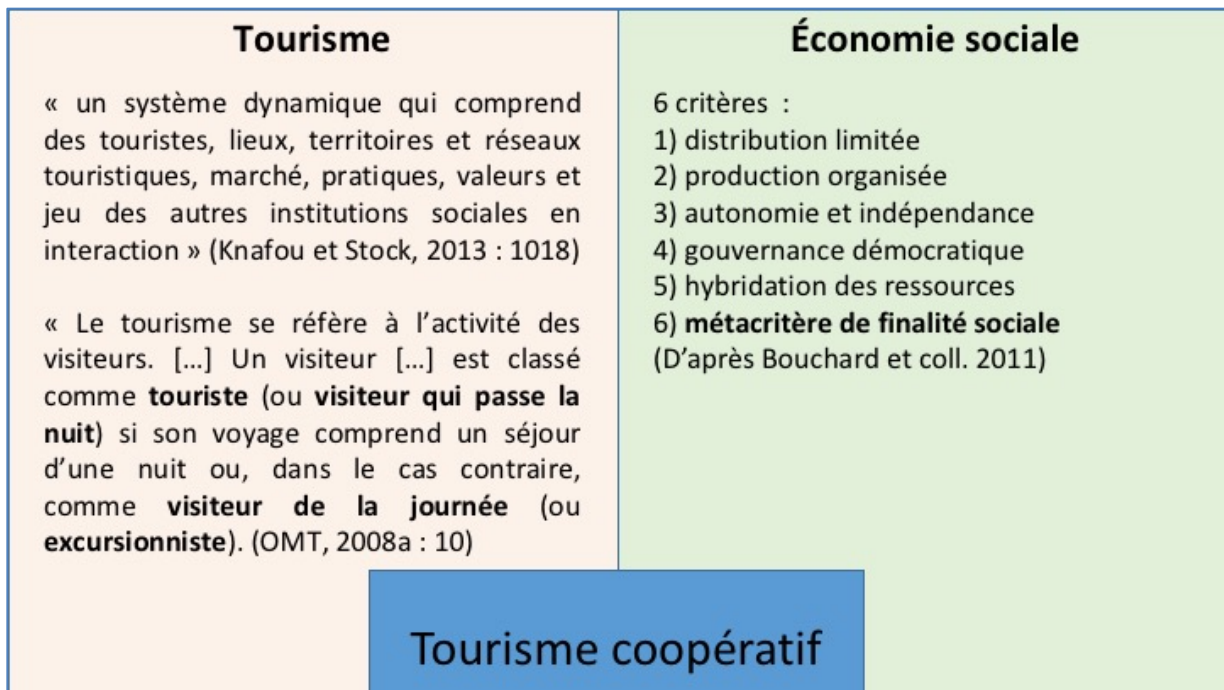 Tourisme
« un système dynamique qui comprend
des touristes, lieux, territoires et réseaux
touristiques, marché, pratiques, valeurs et
jeu des autres institutions sociales en
interaction » (Knafou et Stock, 2013 : 1018)
« Le tourisme se réfère à l’activité des
visiteurs. […] Un visiteur […] est classé
comme touriste (ou visiteur qui passe la
nuit) si son voyage comprend un séjour
d’une nuit ou, dans le cas contraire,
comme visiteur de la journée (ou
excursionniste). (OMT, 2008a : 10)
Économie sociale
6 critères :
1) distribution limitée
2) production organisée
3) autonomie et indépendance
4) gouvernance démocratique
5) hybridation des ressources
6) métacritère de finalité sociale
(D’après Bouchard et coll. 2011)
Tourisme coopératif